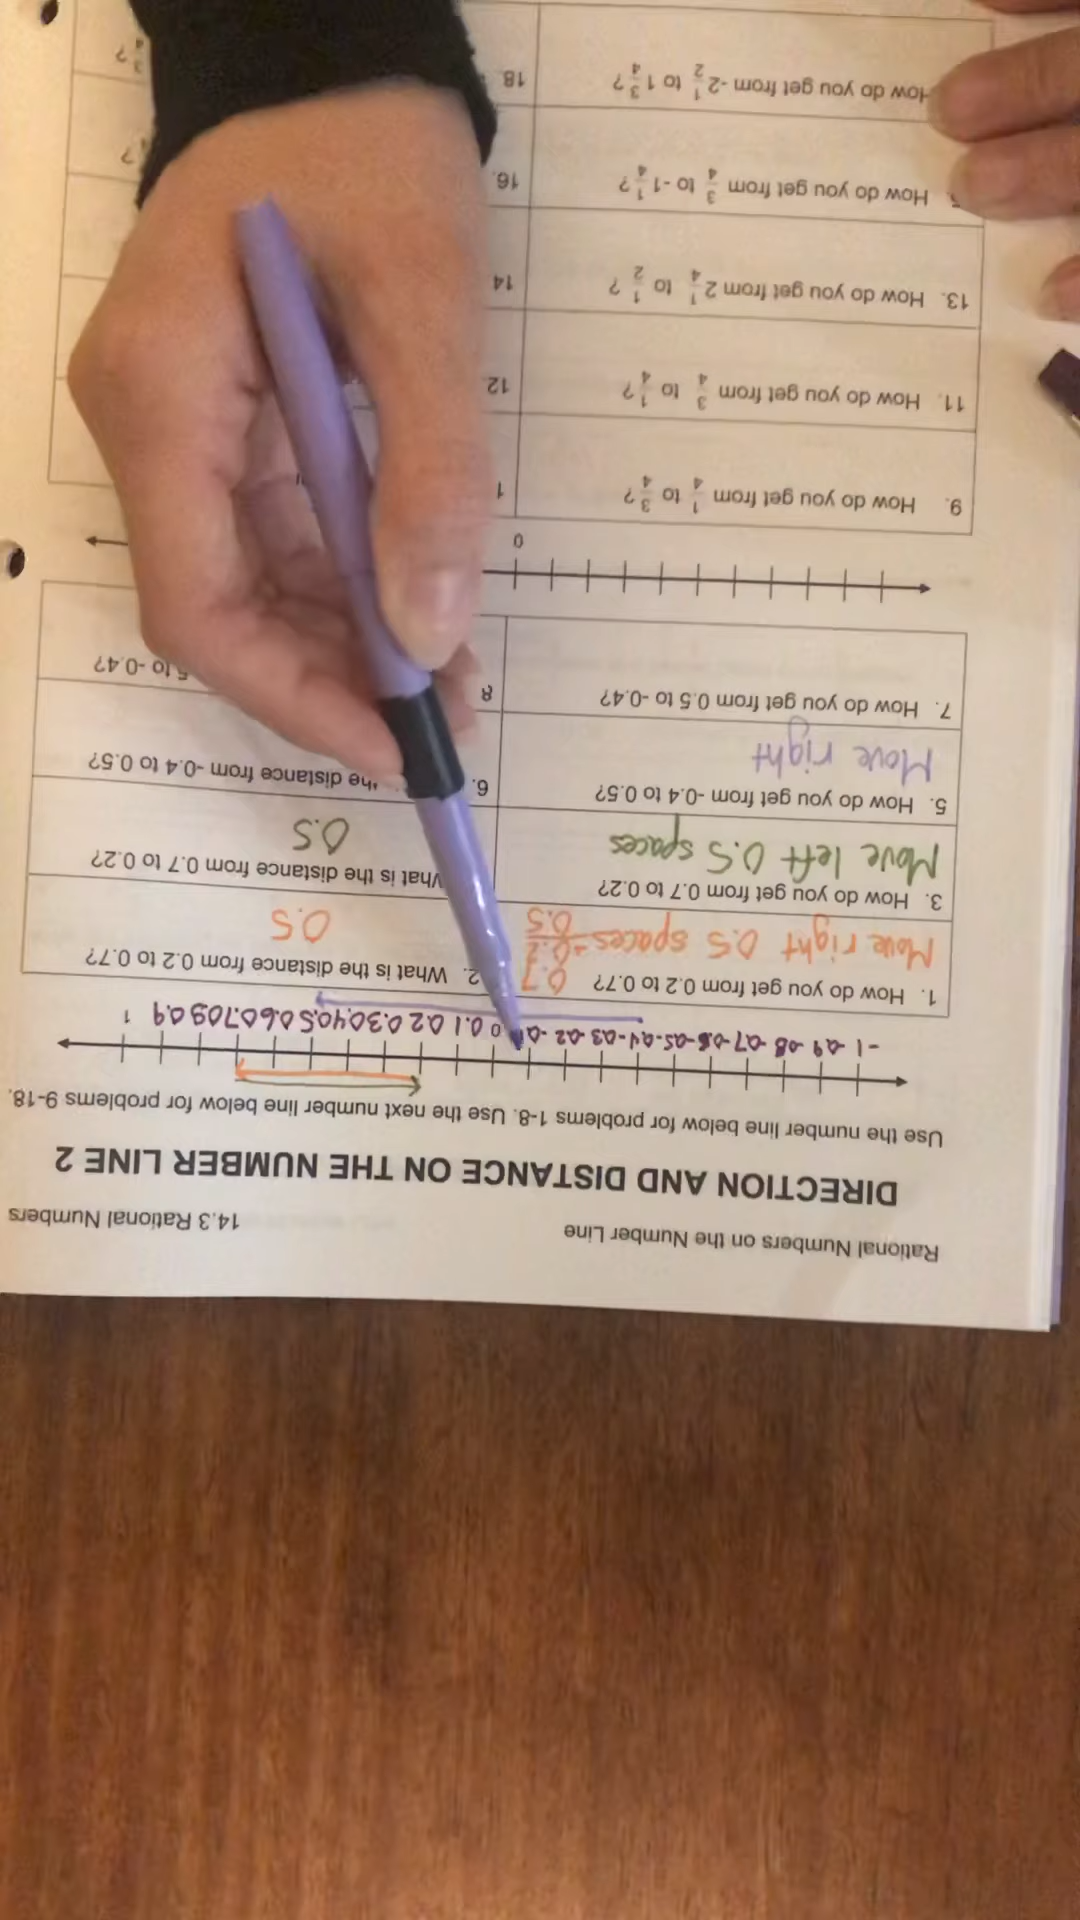 Rational Numbers on the Number Line
14.3 Rational Numbers
DIRECTION AND DISTANCE ON THE NUMBER LINE 2
Use the number line below for problems 1-8. Use the next number line below for problems 9-18.
-1 -0.9 -0.8 -0.7 -0.6 -0.5 -0.4 -0.3 -0.2 -0.1 0 0.1 0.2 0.3 0.4 0.5 0.6 0.7 0.8 0.9 1
1. How do you get from 0.2 to 0.7?
0.7
-0.2
0.5
Move right 0.5 spaces
2. What is the distance from 0.2 to 0.7?
0.5
3. How do you get from 0.7 to 0.2?
Move left 0.5 spaces
What is the distance from 0.7 to 0.2?
0.5
5. How do you get from -0.4 to 0.5?
Move right
6. the distance from -0.4 to 0.5?
7. How do you get from 0.5 to -0.4?
8
5 to -0.4?
0
9. How do you get from 1/4 to 3/4?
1
11. How do you get from 3/4 to 1/4?
12.
13. How do you get from 2 1/4 to 1/2?
14
How do you get from 3/4 to -1 1/4?
16.
How do you get from -2 1/2 to 1 3/4?
18